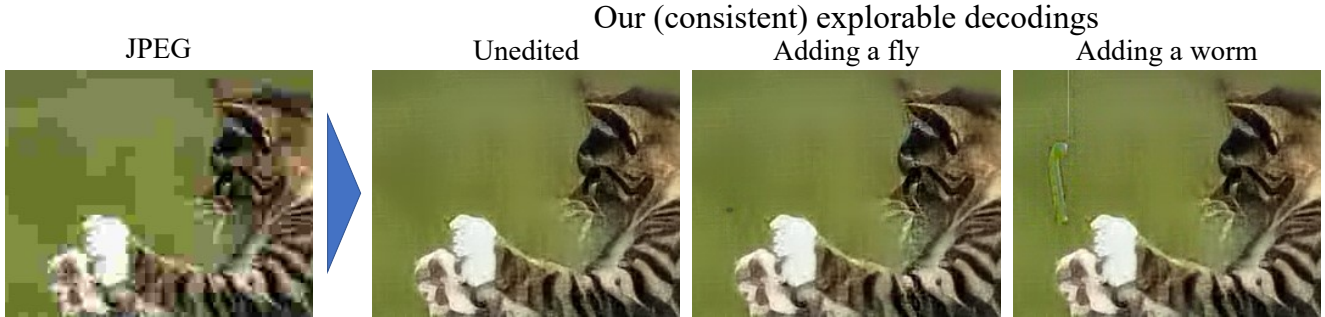 Our (consistent) explorable decodings
JPEG
Unedited
Adding a fly
Adding a worm